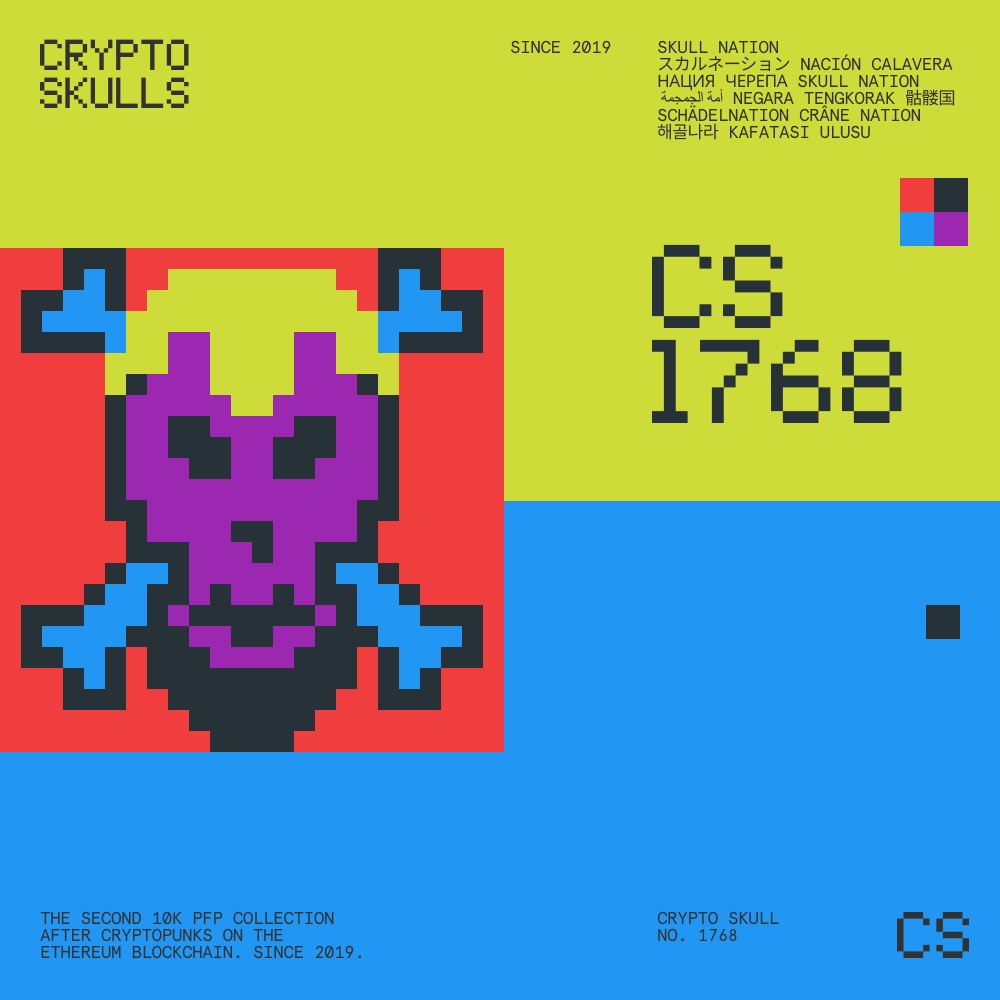 CRYPTO
SKULLS
SINCE 2019
SKULL NATION
スカルネーション NACIÓN CALAVERA
НАЦИЯ ЧЕРЕПА SKULL NATION
أمة الجمجمة NEGARA TENGKORAK 骷髅国
SCHÄDELNATION CRÂNE NATION
해골나라 KAFATASI ULUSU
CS
1768
THE SECOND 10K PFP COLLECTION
AFTER CRYPTOPUNKS ON THE
ETHEREUM BLOCKCHAIN. SINCE 2019.
CRYPTO SKULL
NO. 1768
CS